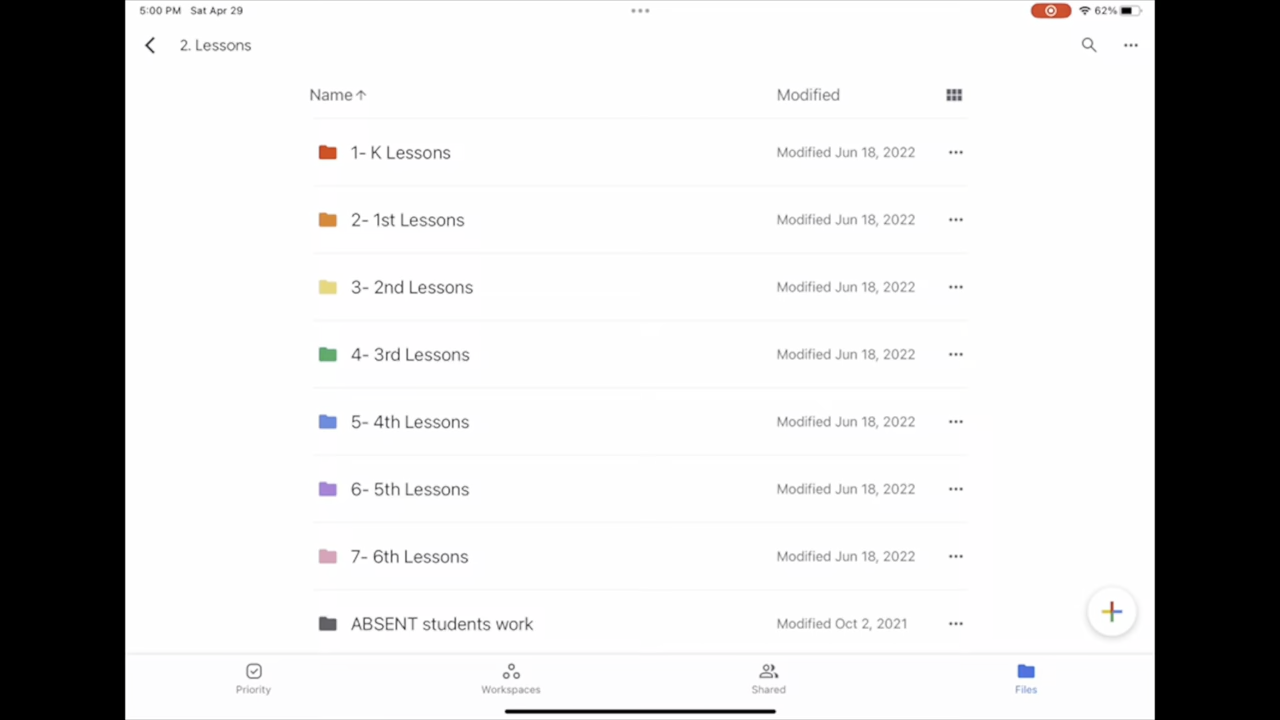 5:00 PM Sat Apr 29
62%
2. Lessons
Name Modified
1- K Lessons Modified Jun 18, 2022
2- 1st Lessons Modified Jun 18, 2022
3- 2nd Lessons Modified Jun 18, 2022
4- 3rd Lessons Modified Jun 18, 2022
5- 4th Lessons Modified Jun 18, 2022
6- 5th Lessons Modified Jun 18, 2022
7- 6th Lessons Modified Jun 18, 2022
ABSENT students work Modified Oct 2, 2021
Priority Workspaces Shared Files